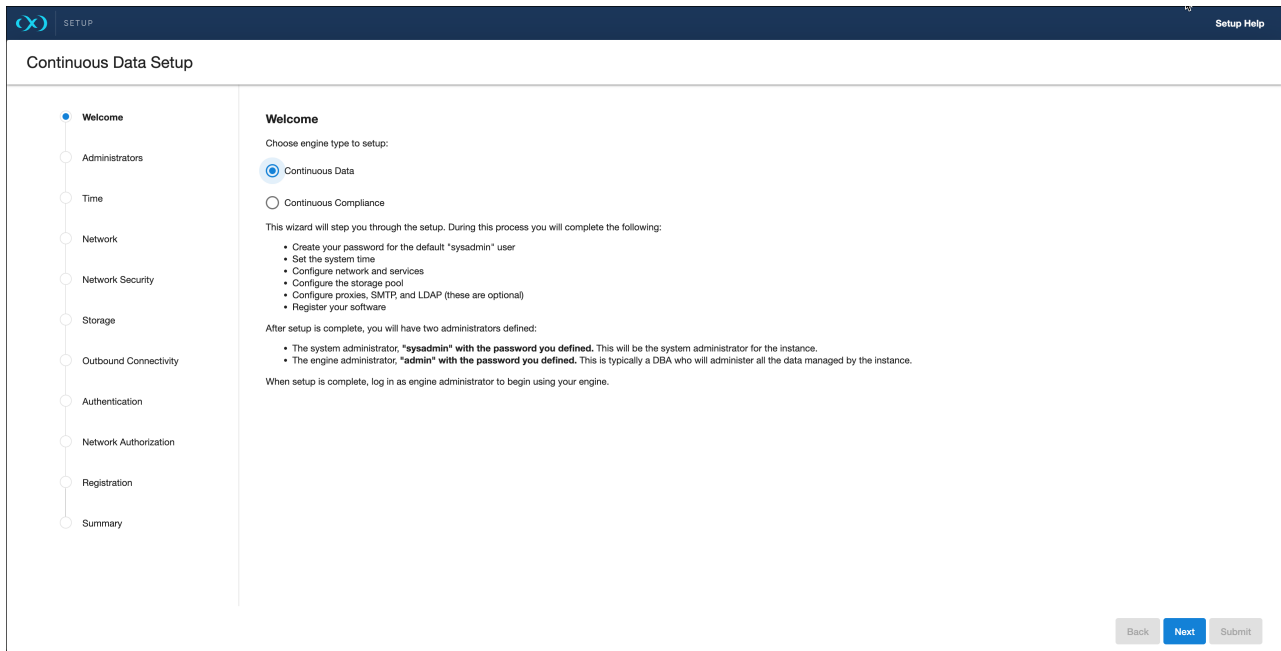 SETUP
Setup Help
Continuous Data Setup
Welcome
Administrators
Time
Network
Network Security
Storage
Outbound Connectivity
Authentication
Network Authorization
Registration
Summary
Welcome
Choose engine type to setup:
Continuous Data
Continuous Compliance
This wizard will step you through the setup. During this process you will complete the following:
• Create your password for the default "sysadmin" user
• Set the system time
• Configure network and services
• Configure the storage pool
• Configure proxies, SMTP, and LDAP (these are optional)
• Register your software
After setup is complete, you will have two administrators defined:
• The system administrator, "sysadmin" with the password you defined. This will be the system administrator for the instance.
• The engine administrator, "admin" with the password you defined. This is typically a DBA who will administer all the data managed by the instance.
When setup is complete, log in as engine administrator to begin using your engine.
Back
Next
Submit